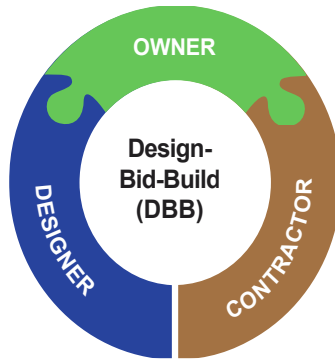 OWNER
Design-
Bid-Build
(DBB)
DESIGNER
CONTRACTOR